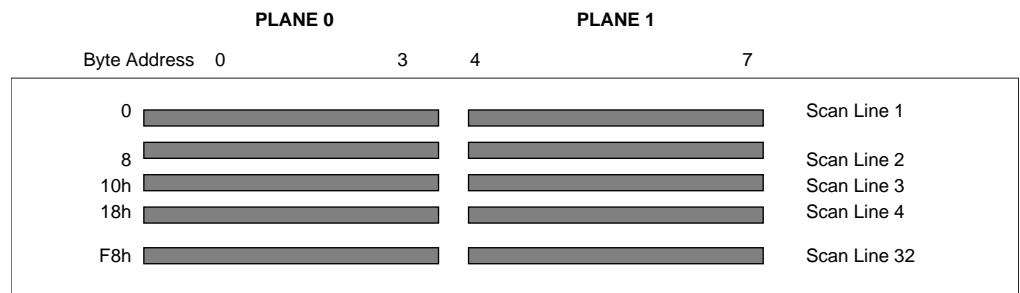 PLANE 0 PLANE 1
Byte Address 0 3 4 7
0 Scan Line 1
8 Scan Line 2
10h Scan Line 3
18h Scan Line 4
F8h Scan Line 32